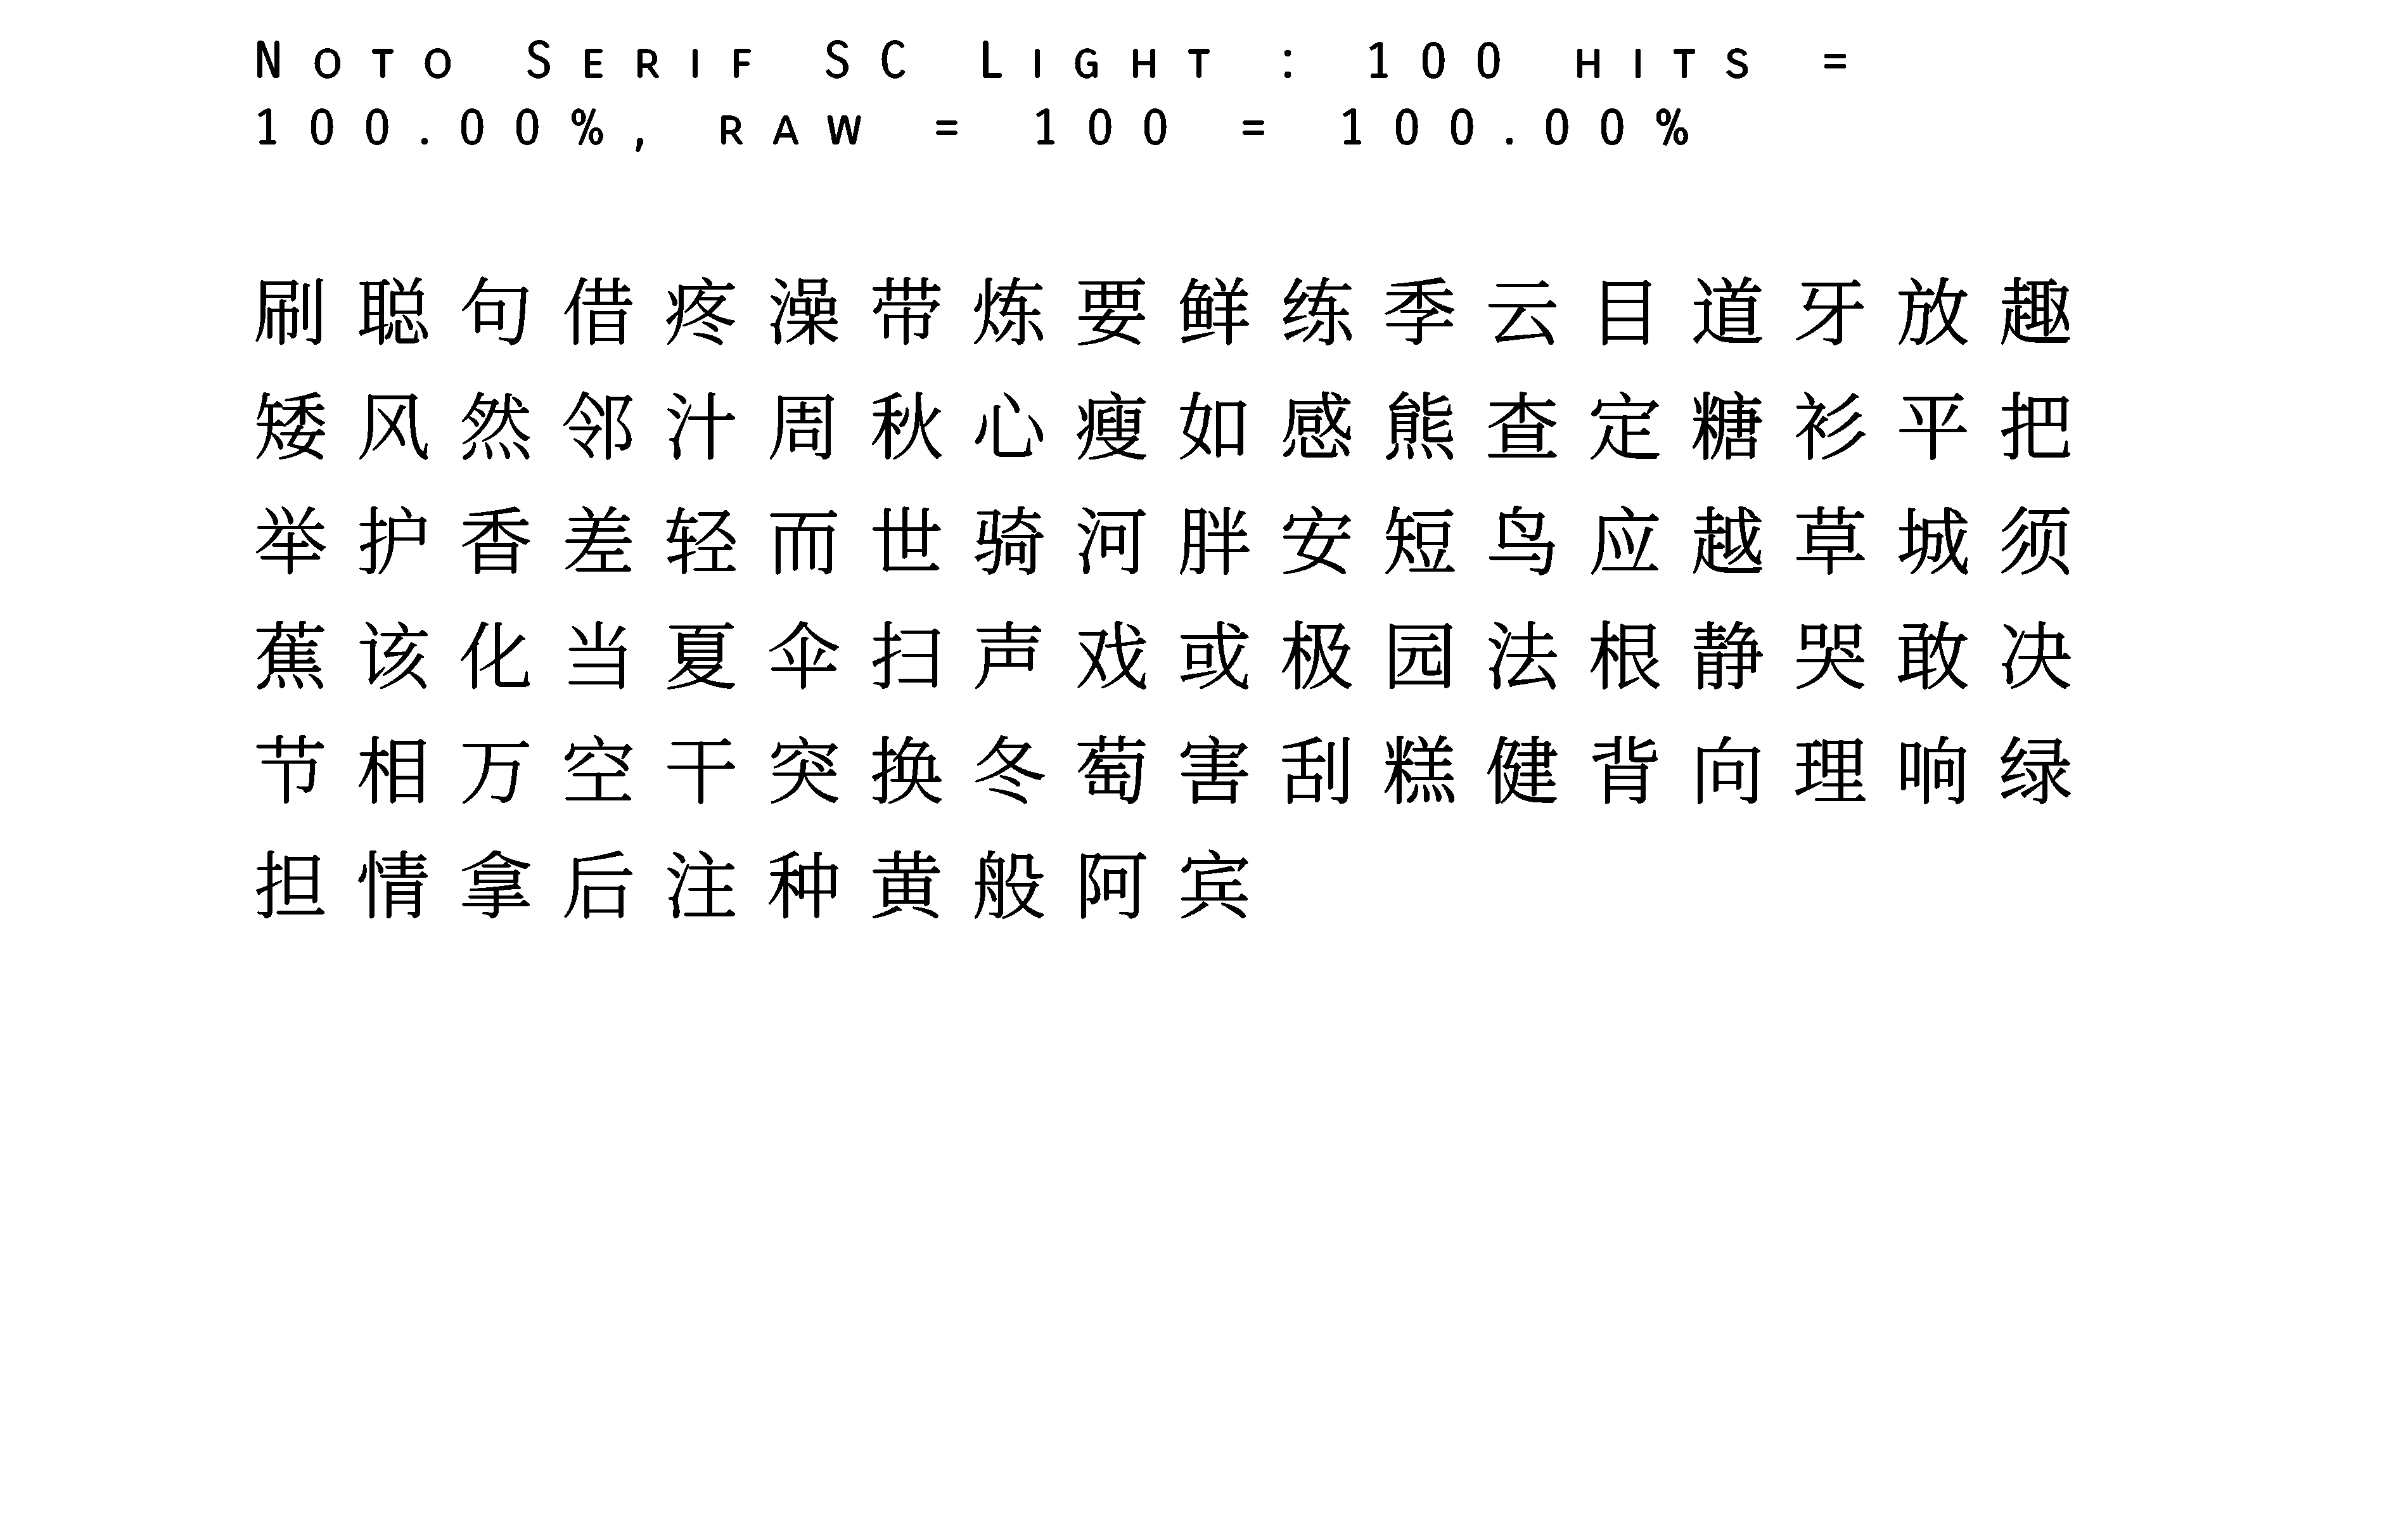 Noto Serif SC Light : 100 hits =
100.00%, raw = 100 = 100.00%
刷聪句借疼澡带炼要鲜练季云目道牙放趣
矮风然邻汁周秋心瘦如感熊查定糖衫平把
举护香差轻而世骑河胖安短鸟应越草城须
蕉该化当夏伞扫声戏或极园法根静哭敢决
节相万空干突换冬萄害刮糕健背向理响绿
担情拿后注种黄般阿宾